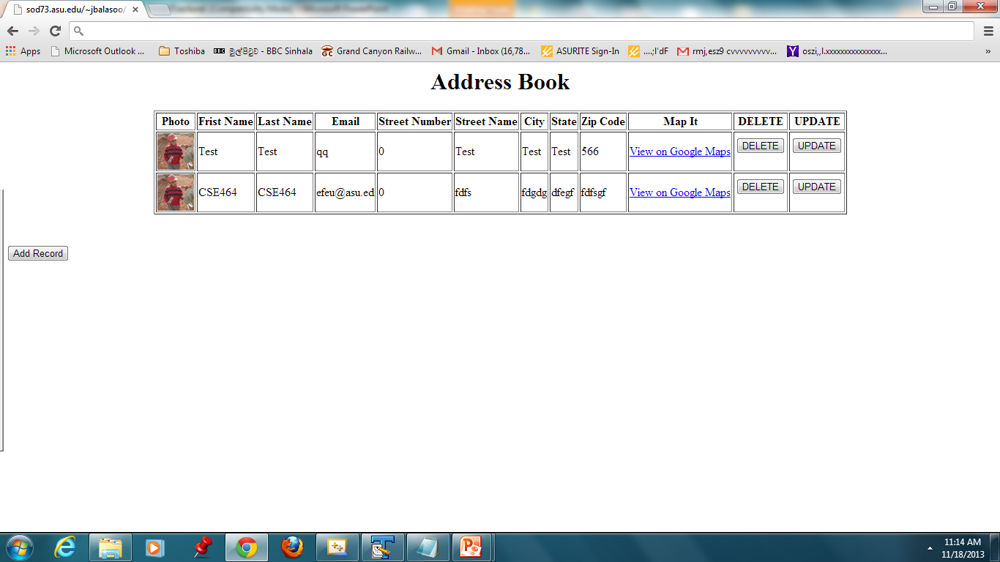 sod73.asu.edu/~jbalasoo/
Apps Microsoft Outlook ... Toshiba BBC මුල්පිටුව - BBC Sinhala Grand Canyon Railw... Gmail - Inbox (16,78... ASURITE Sign-In ....;l'dF rmj,esz9 cvvvvvvvvv... oszi,,l.xxxxxxxxxxxxxxx... »
Address Book
Photo Frist Name Last Name Email Street Number Street Name City State Zip Code Map It DELETE UPDATE
Test Test qq 0 Test Test Test 566 View on Google Maps DELETE UPDATE
CSE464 CSE464 efeu@asu.ed 0 fdfs fdgdg dfegf fdfsgf View on Google Maps DELETE UPDATE
Add Record
11:14 AM
11/18/2013